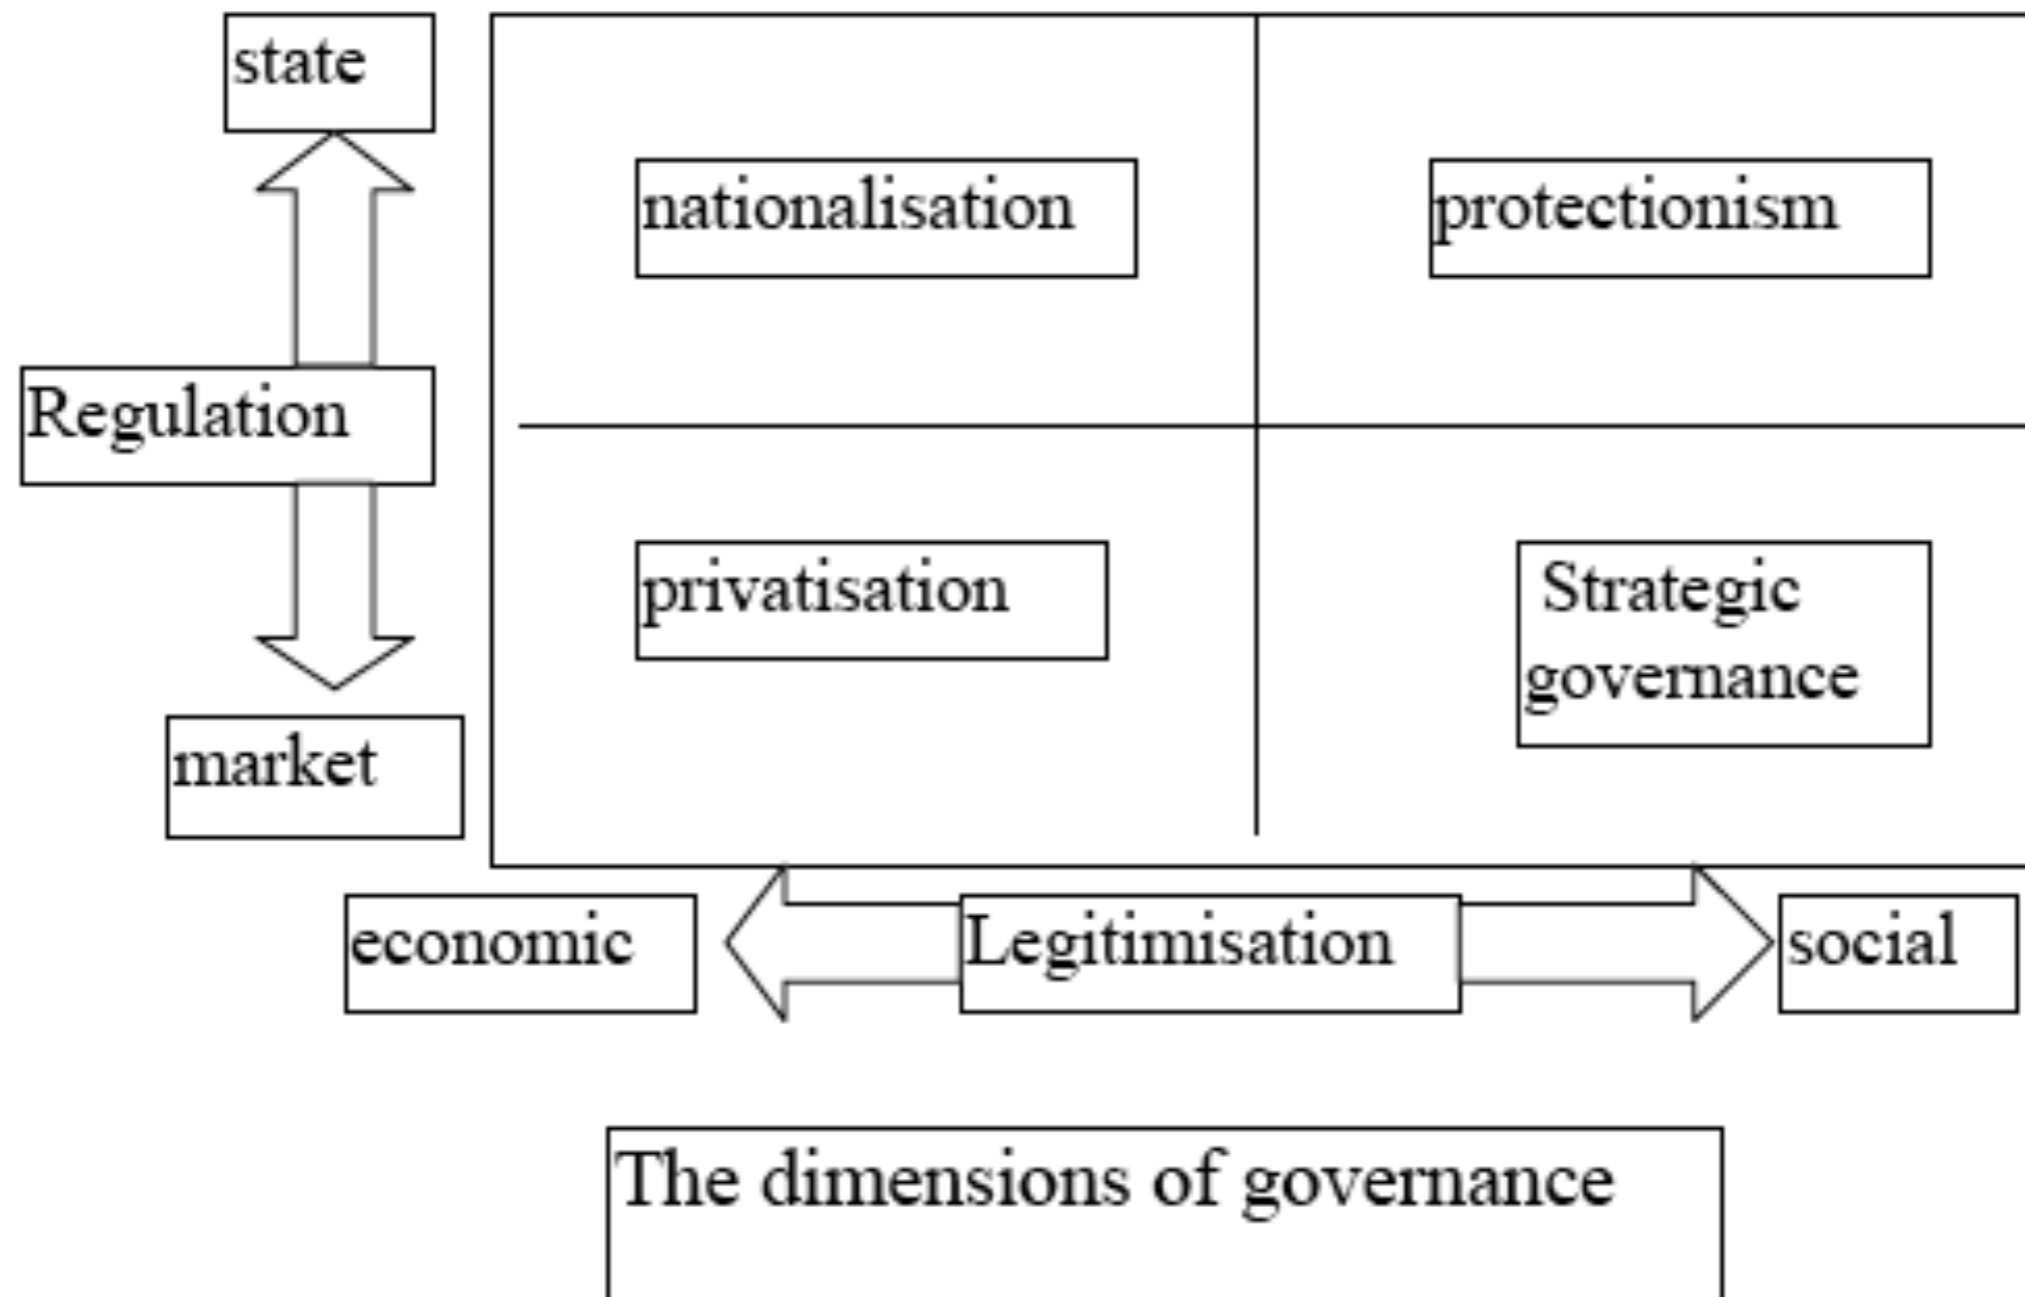 state
nationalisation
protectionism
Regulation
privatisation
Strategic
governance
market
economic
Legitimisation
social
The dimensions of governance